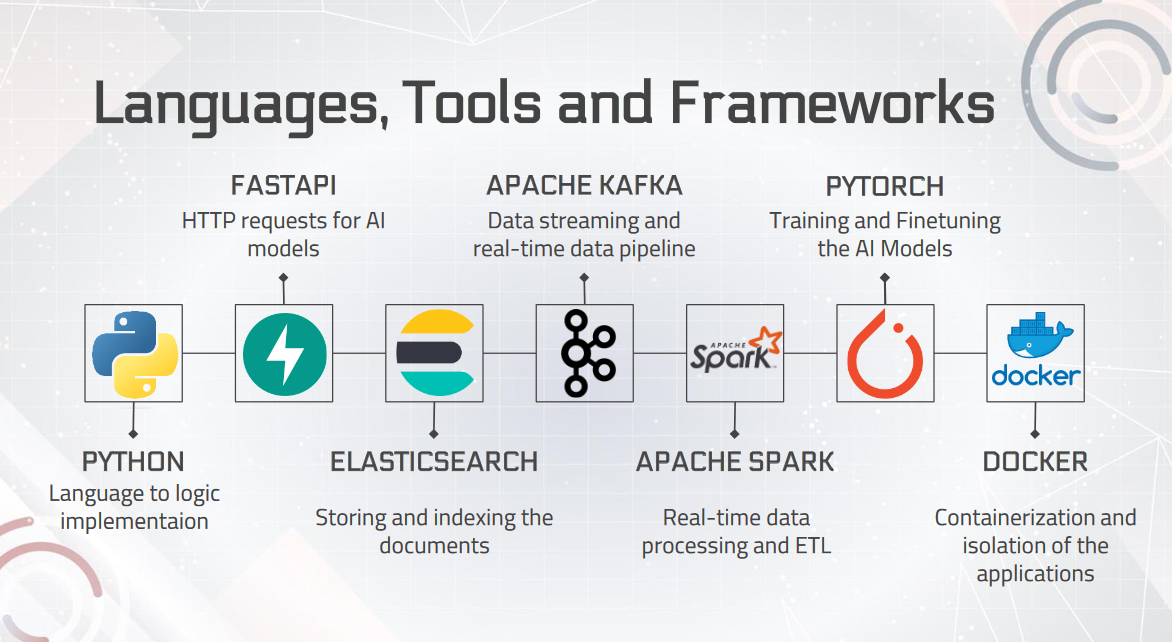 Languages, Tools and Frameworks
FASTAPI
HTTP requests for AI
models
APACHE KAFKA
Data streaming and
real-time data pipeline
PYTORCH
Training and Finetuning
the AI Models
APACHE
Spark
docker
PYTHON
Language to logic
implementaion
ELASTICSEARCH
Storing and indexing the
documents
APACHE SPARK
Real-time data
processing and ETL
DOCKER
Containerization and
isolation of the
applications